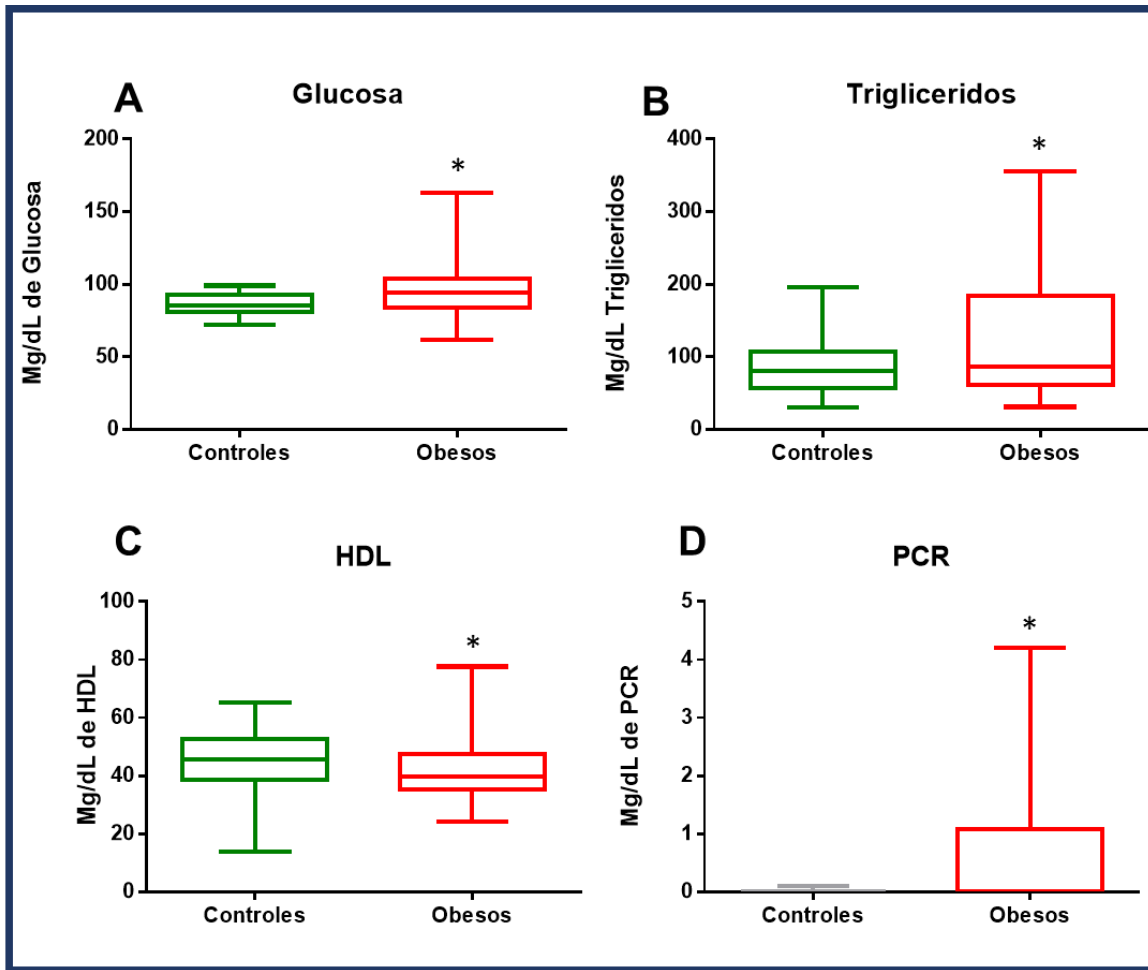 A
Glucosa
Mg/dL de Glucosa
200
150
100
50
0
*
Controles
Obesos
B
Trigliceridos
Mg/dL Trigliceridos
400
300
200
100
0
*
Controles
Obesos
C
HDL
Mg/dL de HDL
100
80
60
40
20
0
*
Controles
Obesos
D
PCR
Mg/dL de PCR
5
4
3
2
1
0
*
Controles
Obesos